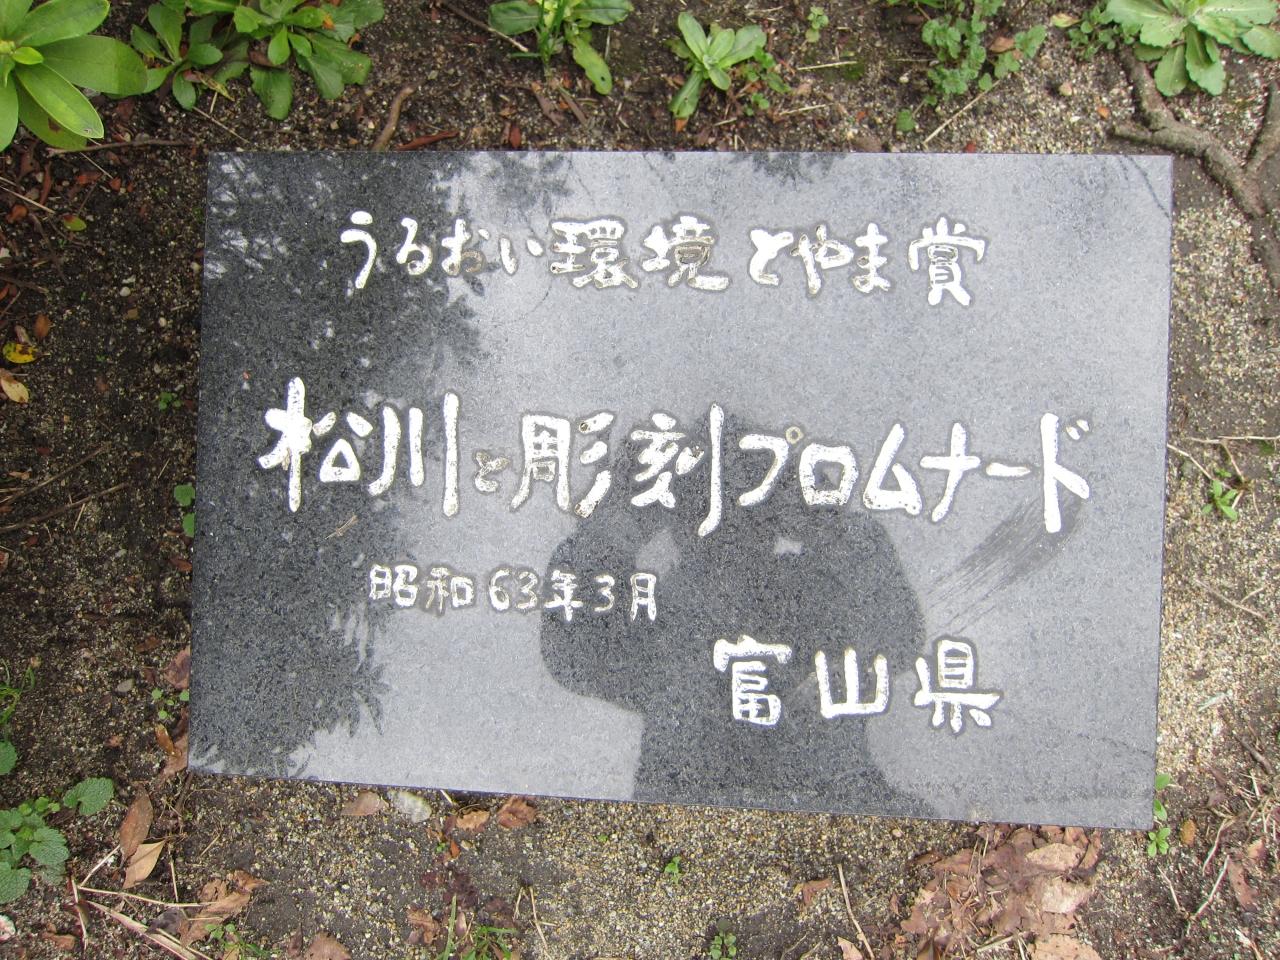 うるおい環境とやま賞
松川と彫刻プロムナード
昭和63年3月
富山県